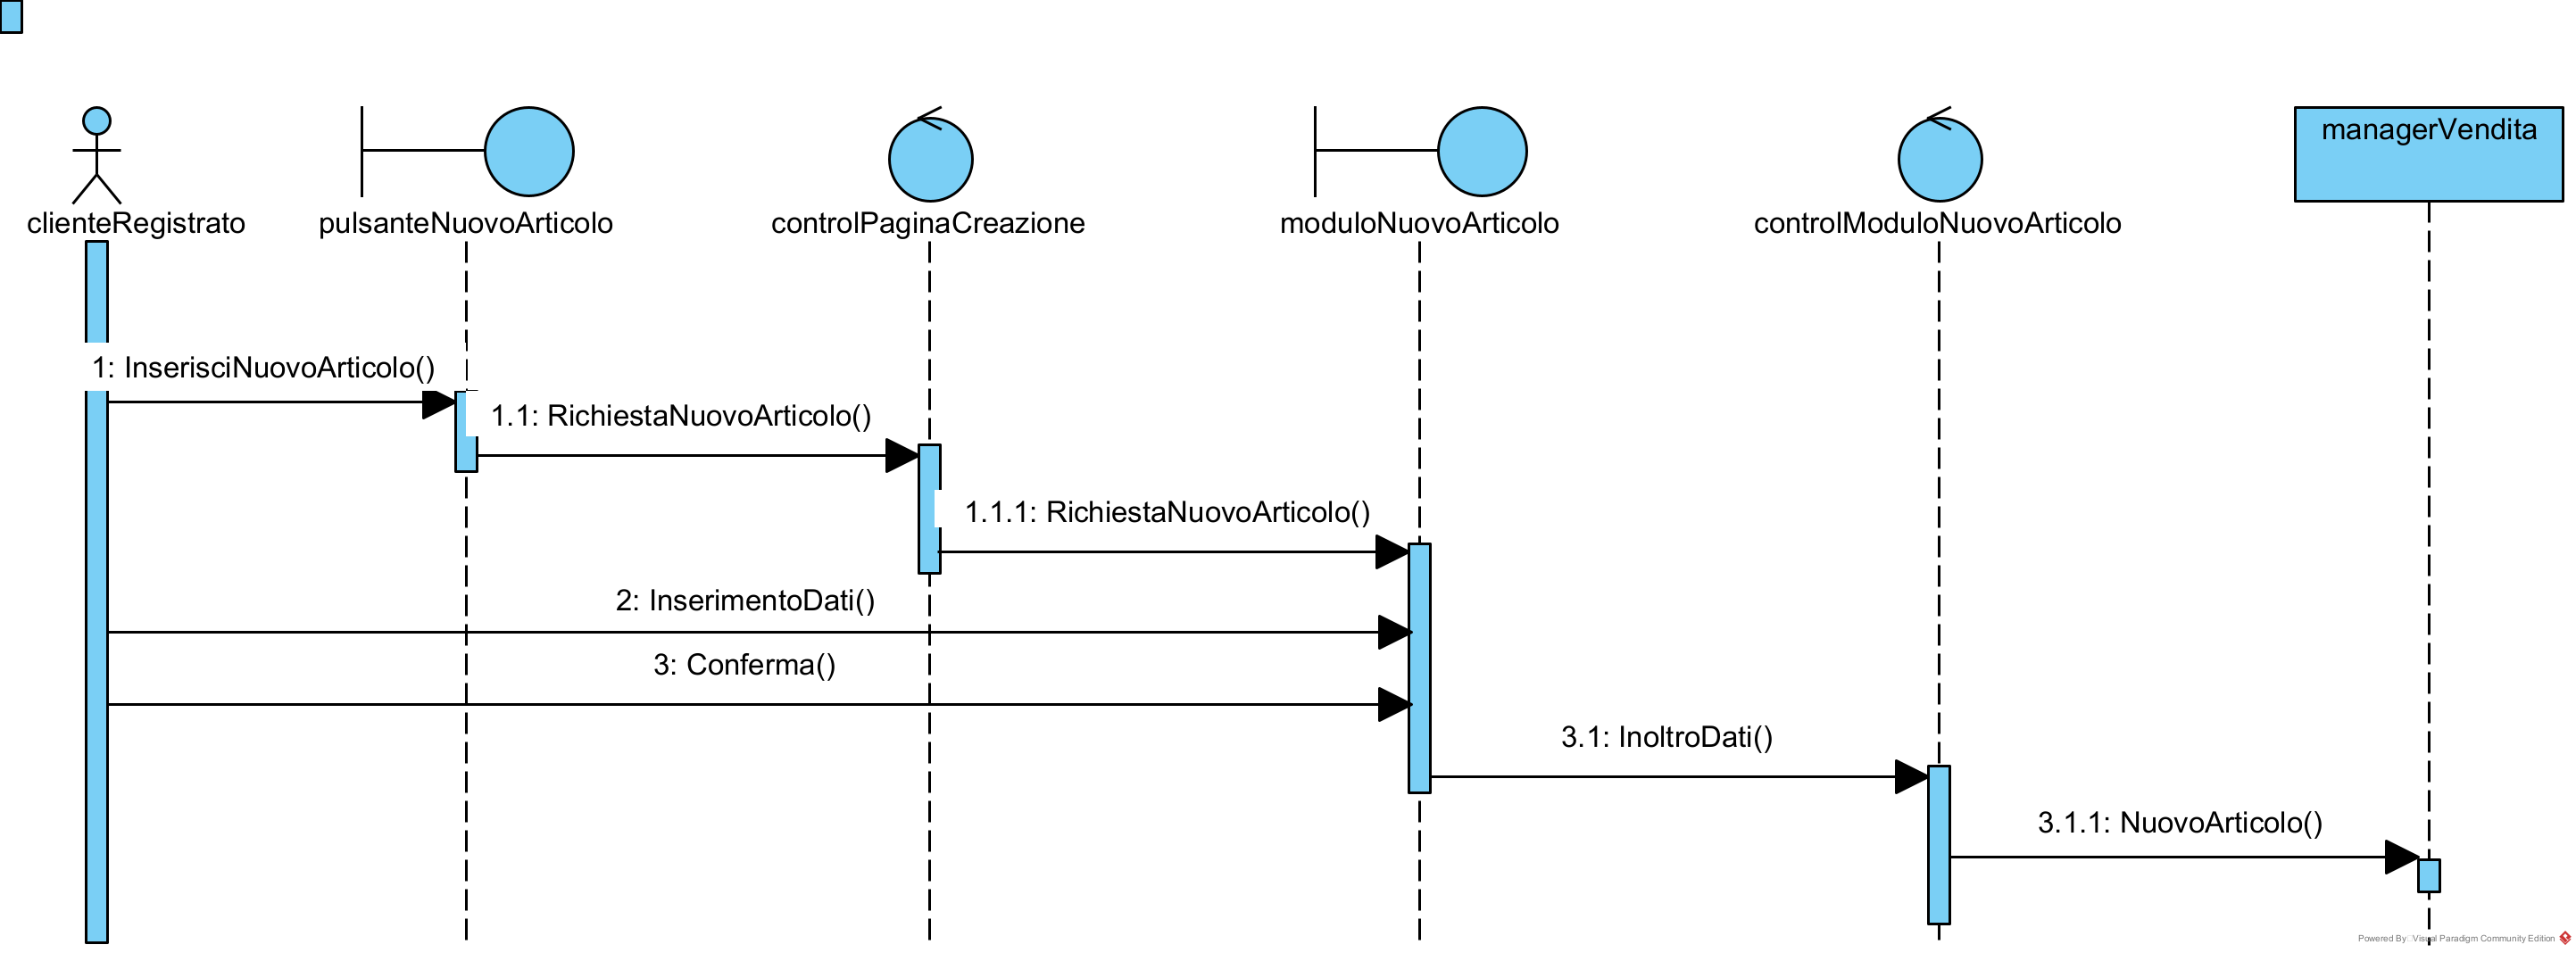 managerVendita
clienteRegistrato
pulsanteNuovoArticolo
controlPaginaCreazione
moduloNuovoArticolo
controlModuloNuovoArticolo
1: InserisciNuovoArticolo()
1.1: RichiestaNuovoArticolo()
1.1.1: RichiestaNuovoArticolo()
2: InserimentoDati()
3: Conferma()
3.1: InoltroDati()
3.1.1: NuovoArticolo()
Powered By Visual Paradigm Community Edition